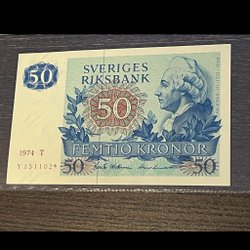 50
SVERIGES
RIKSBANK
50
1974 T
FEMTIO KRONOR
Y151102*
50
50